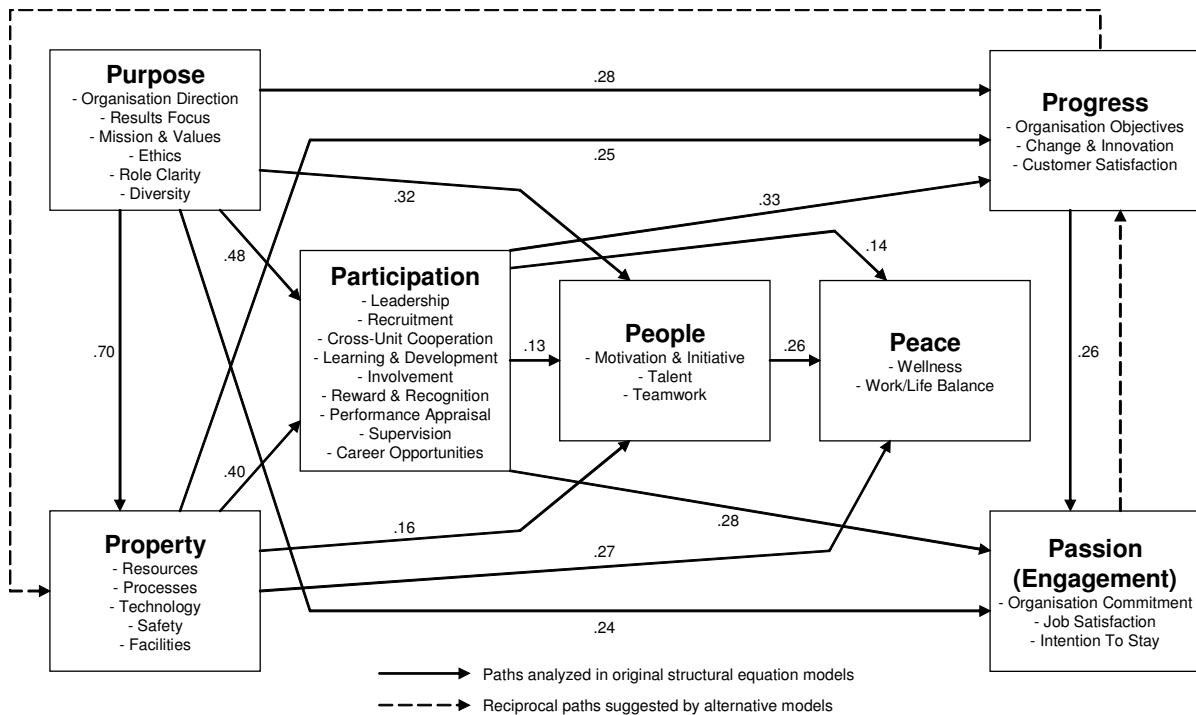 Purpose
- Organisation Direction
- Results Focus
- Mission & Values
- Ethics
- Role Clarity
- Diversity
.28
.25
.32
.33
.14
Progress
- Organisation Objectives
- Change & Innovation
- Customer Satisfaction
.48
.70
Participation
- Leadership
- Recruitment
- Cross-Unit Cooperation
- Learning & Development
- Involvement
- Reward & Recognition
- Performance Appraisal
- Supervision
- Career Opportunities
.13
People
- Motivation & Initiative
- Talent
- Teamwork
.26
Peace
- Wellness
- Work/Life Balance
.26
.40
.16
.27
.28
.24
Property
- Resources
- Processes
- Technology
- Safety
- Facilities
Passion
(Engagement)
- Organisation Commitment
- Job Satisfaction
- Intention To Stay
Paths analyzed in original structural equation models
Reciprocal paths suggested by alternative models